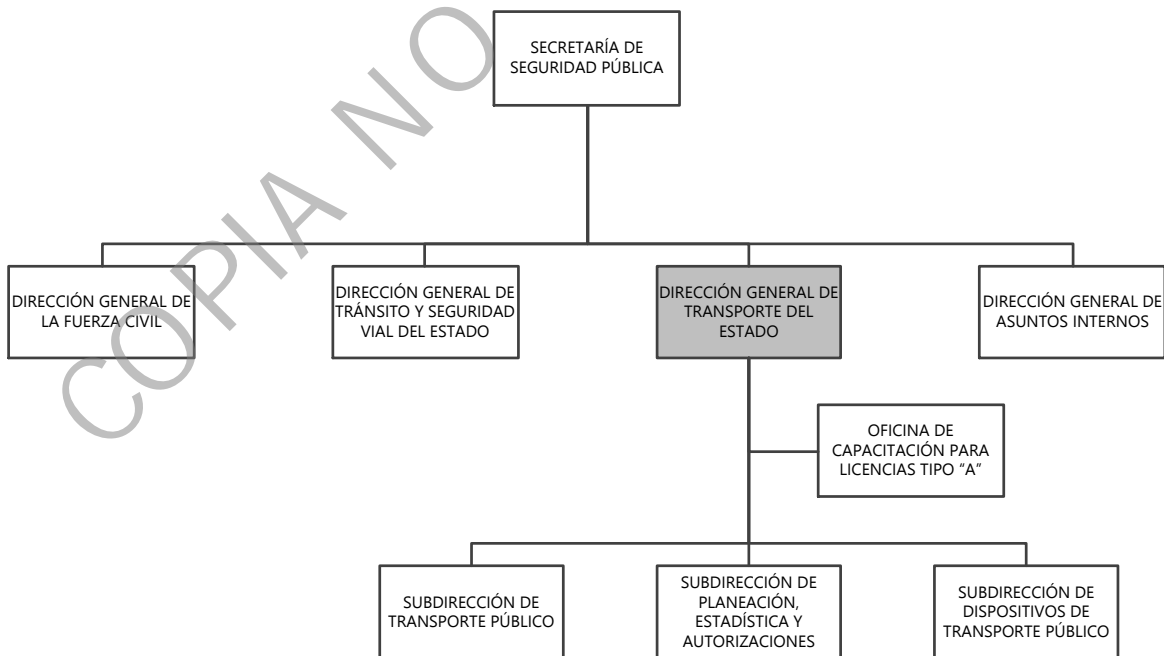 SECRETARÍA DE
SEGURIDAD PÚBLICA
DIRECCIÓN GENERAL DE
LA FUERZA CIVIL
DIRECCIÓN GENERAL DE
TRÁNSITO Y SEGURIDAD
VIAL DEL ESTADO
DIRECCIÓN GENERAL DE
TRANSPORTE DEL
ESTADO
DIRECCIÓN GENERAL DE
ASUNTOS INTERNOS
OFICINA DE
CAPACITACIÓN PARA
LICENCIAS TIPO “A”
SUBDIRECCIÓN DE
TRANSPORTE PÚBLICO
SUBDIRECCIÓN DE
PLANEACIÓN,
ESTADÍSTICA Y
AUTORIZACIONES
SUBDIRECCIÓN DE
DISPOSITIVOS DE
TRANSPORTE PÚBLICO
COPIA NO